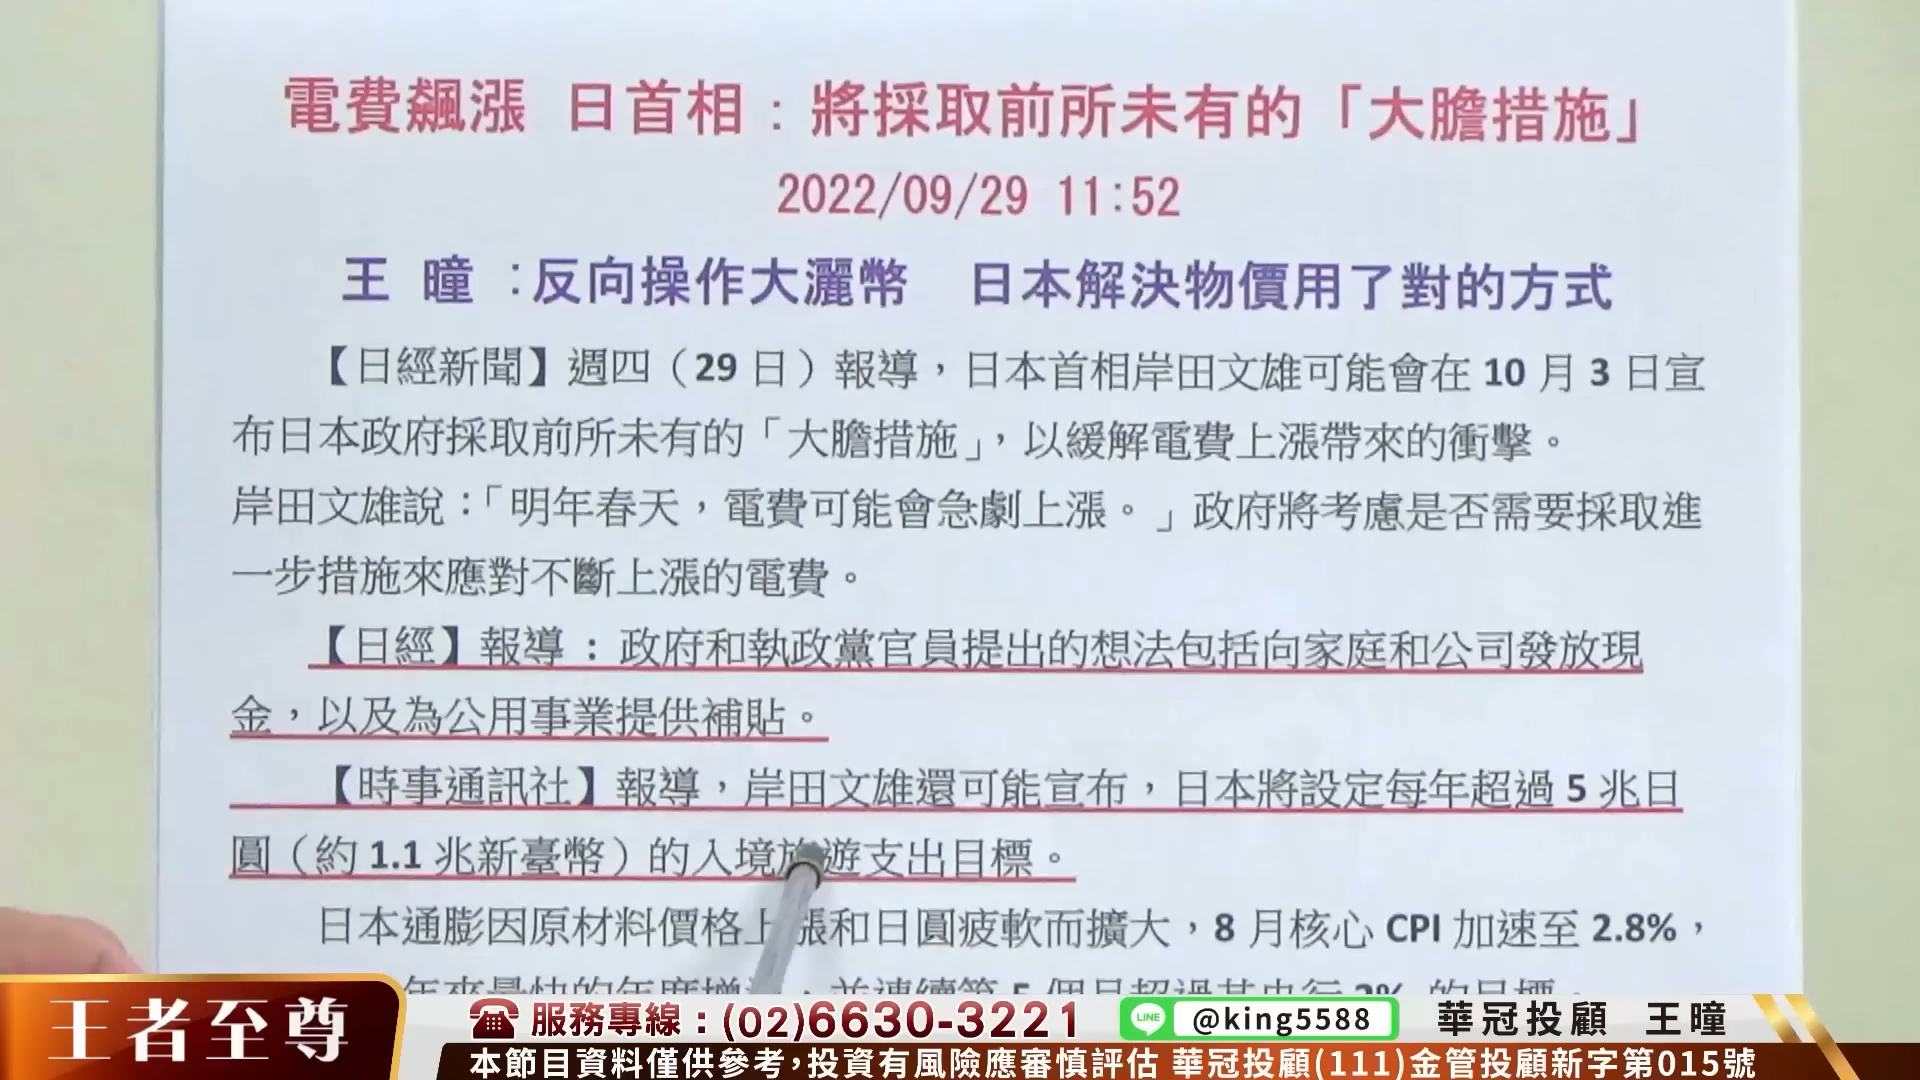 電費飆漲 日首相：將採取前所未有的「大膽措施」
2022/09/29 11:52
王 曈：反向操作大灑幣 日本解決物價用了對的方式
【日經新聞】週四（29 日）報導，日本首相岸田文雄可能會在 10 月 3 日宣
布日本政府採取前所未有的「大膽措施」，以緩解電費上漲帶來的衝擊。
岸田文雄說：「明年春天，電費可能會急劇上漲。」政府將考慮是否需要採取進
一步措施來應對不斷上漲的電費。
【日經】報導：政府和執政黨官員提出的想法包括向家庭和公司發放現
金，以及為公用事業提供補貼。
【時事通訊社】報導，岸田文雄還可能宣布，日本將設定每年超過 5 兆日
圓（約 1.1 兆新臺幣）的入境旅遊支出目標。
日本通膨因原材料價格上漲和日圓疲軟而擴大，8 月核心 CPI 加速至 2.8%，
王者至尊
服務專線：(02)6630-3221
LINE @king5588
華冠投顧 王曈
本節目資料僅供參考，投資有風險應審慎評估 華冠投顧(111)金管投顧新字第015號